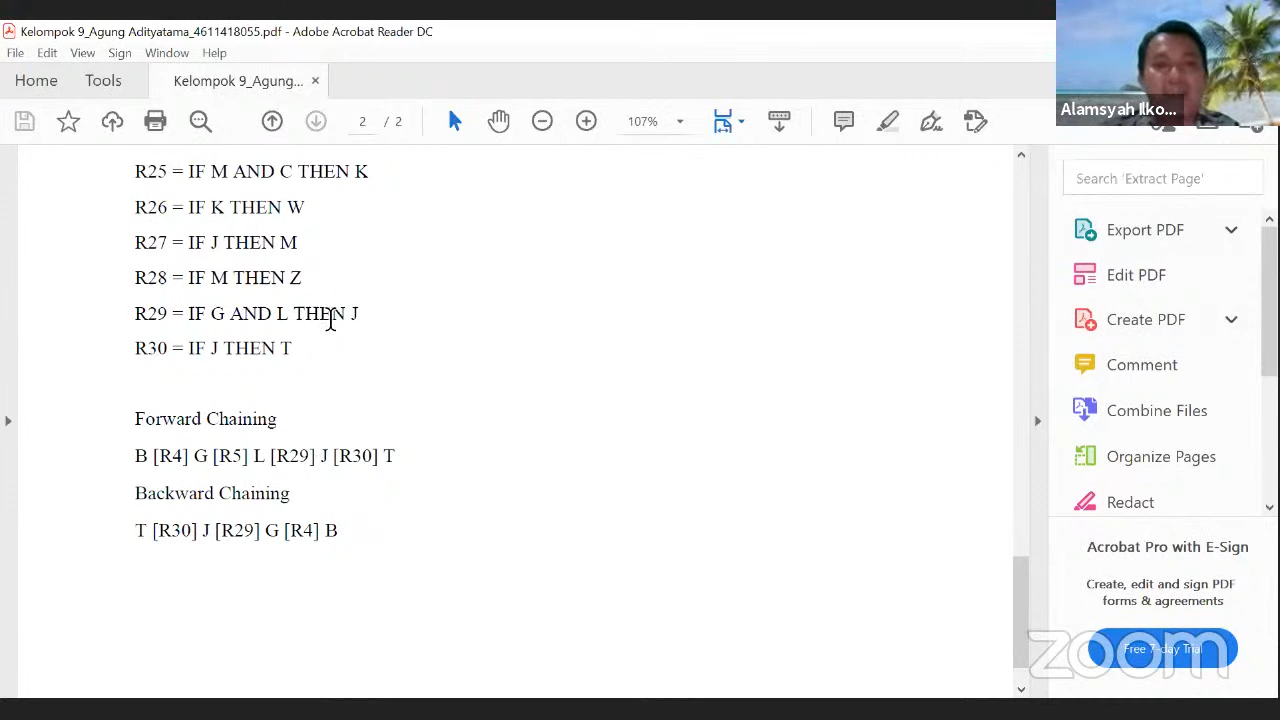 Kelompok 9_Agung Adityatama_4611418055.pdf - Adobe Acrobat Reader DC
File Edit View Sign Window Help
Home Tools Kelompok 9_Agung... ×
2 / 2 107%
Alamsyah Ilko...
R25 = IF M AND C THEN K
R26 = IF K THEN W
R27 = IF J THEN M
R28 = IF M THEN Z
R29 = IF G AND L THEN J
R30 = IF J THEN T
Forward Chaining
B [R4] G [R5] L [R29] J [R30] T
Backward Chaining
T [R30] J [R29] G [R4] B
Search 'Extract Page'
Export PDF
Edit PDF
Create PDF
Comment
Combine Files
Organize Pages
Redact
Acrobat Pro with E-Sign
Create, edit and sign PDF
forms & agreements
Free 7-day Trial
zoom